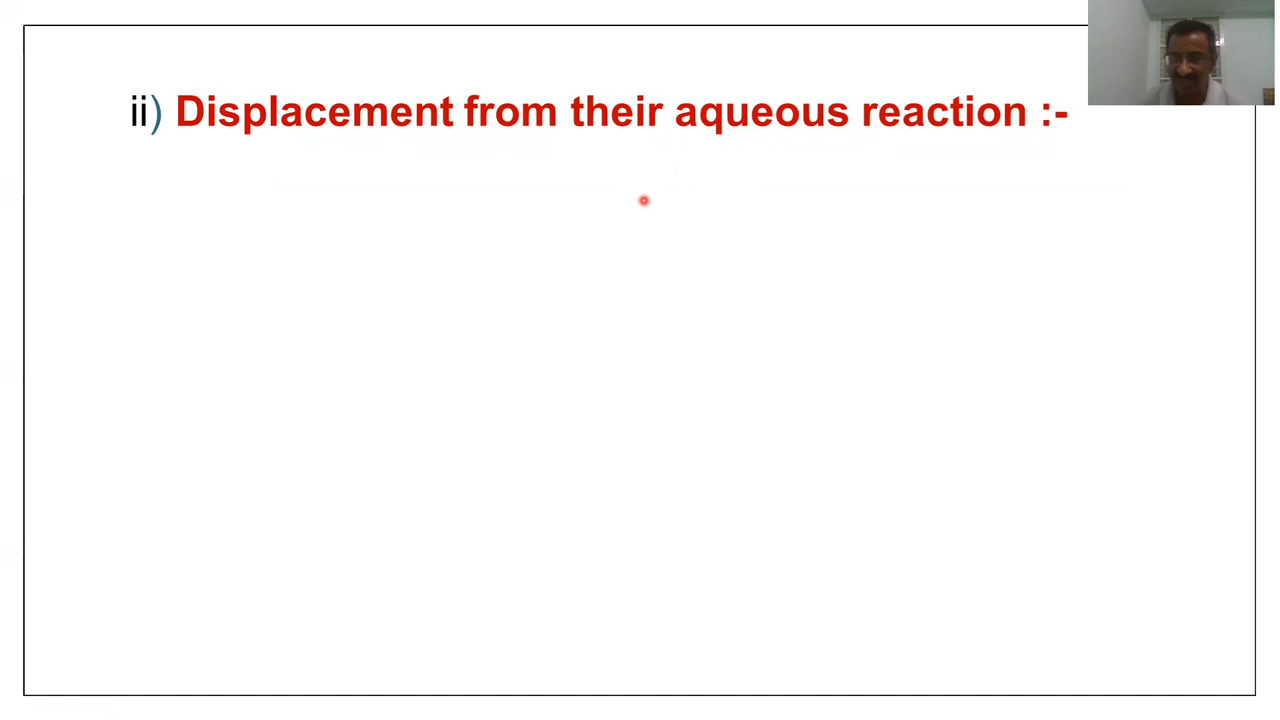 ii) Displacement from their aqueous reaction :-